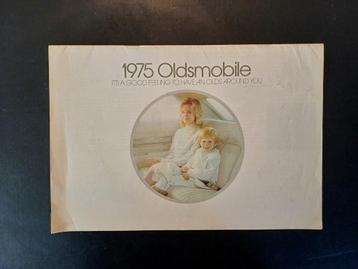 1975 Oldsmobile
IT'S A GOOD FEELING TO HAVE AN OLDS AROUND YOU